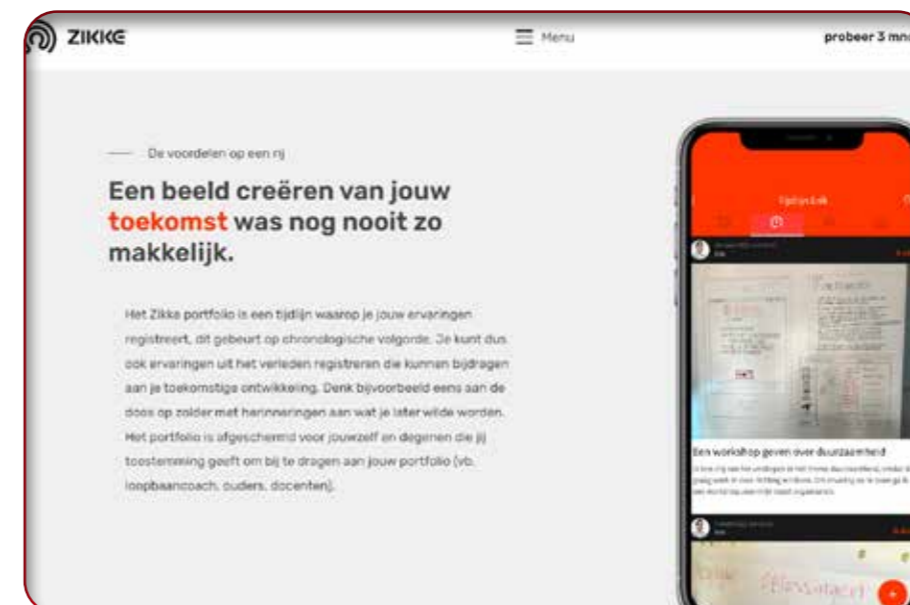 ZIKKE
Menu
probeer 3 mn
De voordelen op een rij
Een beeld creëren van jouw
toekomst was nog nooit zo
makkelijk.
Het Zikke portfolio is een tijdlijn waarop je jouw ervaringen
registreert, dit gebeurt op chronologische volgorde. Je kunt dus
ook ervaringen uit het verleden registreren die kunnen bijdragen
aan je toekomstige ontwikkeling. Denk bijvoorbeeld eens aan de
doos op zolder met herinneringen aan wat je later wilde worden.
Het portfolio is afgeschermd voor jouwzelf en degenen die jij
toestemming geeft om bij te dragen aan jouw portfolio (vb.
loopbaancoach, ouders, docenten).
Een workshop geven over duurzaamheid